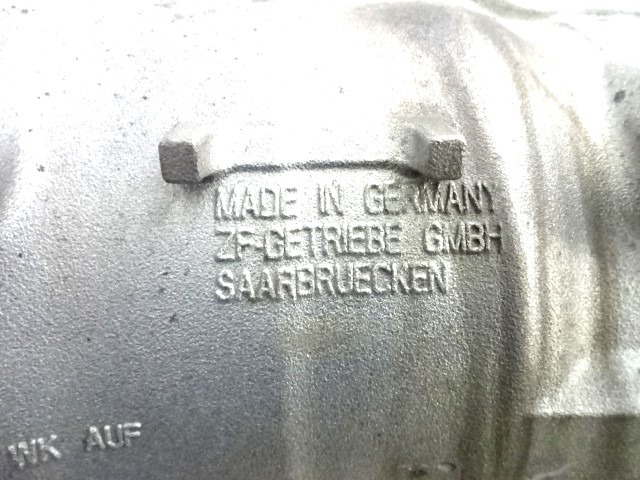 MADE IN GERMANY
ZF-GETRIEBE GMBH
SAARBRUECKEN
WK AUF